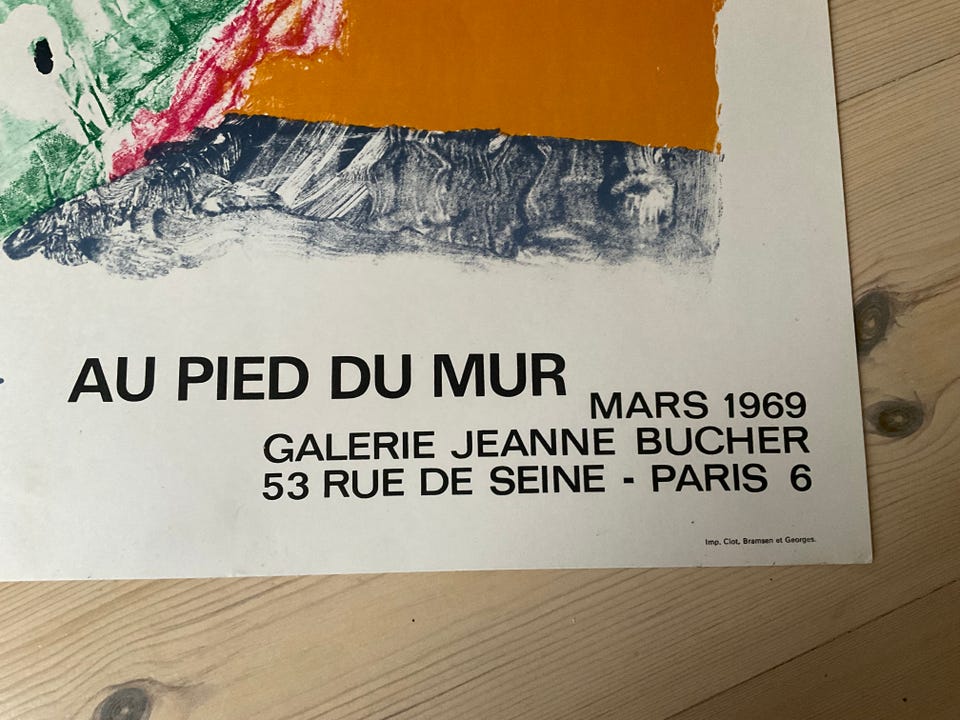 AU PIED DU MUR
MARS 1969
GALERIE JEANNE BUCHER
53 RUE DE SEINE - PARIS 6
Imp. Clot, Bramsen et Georges.